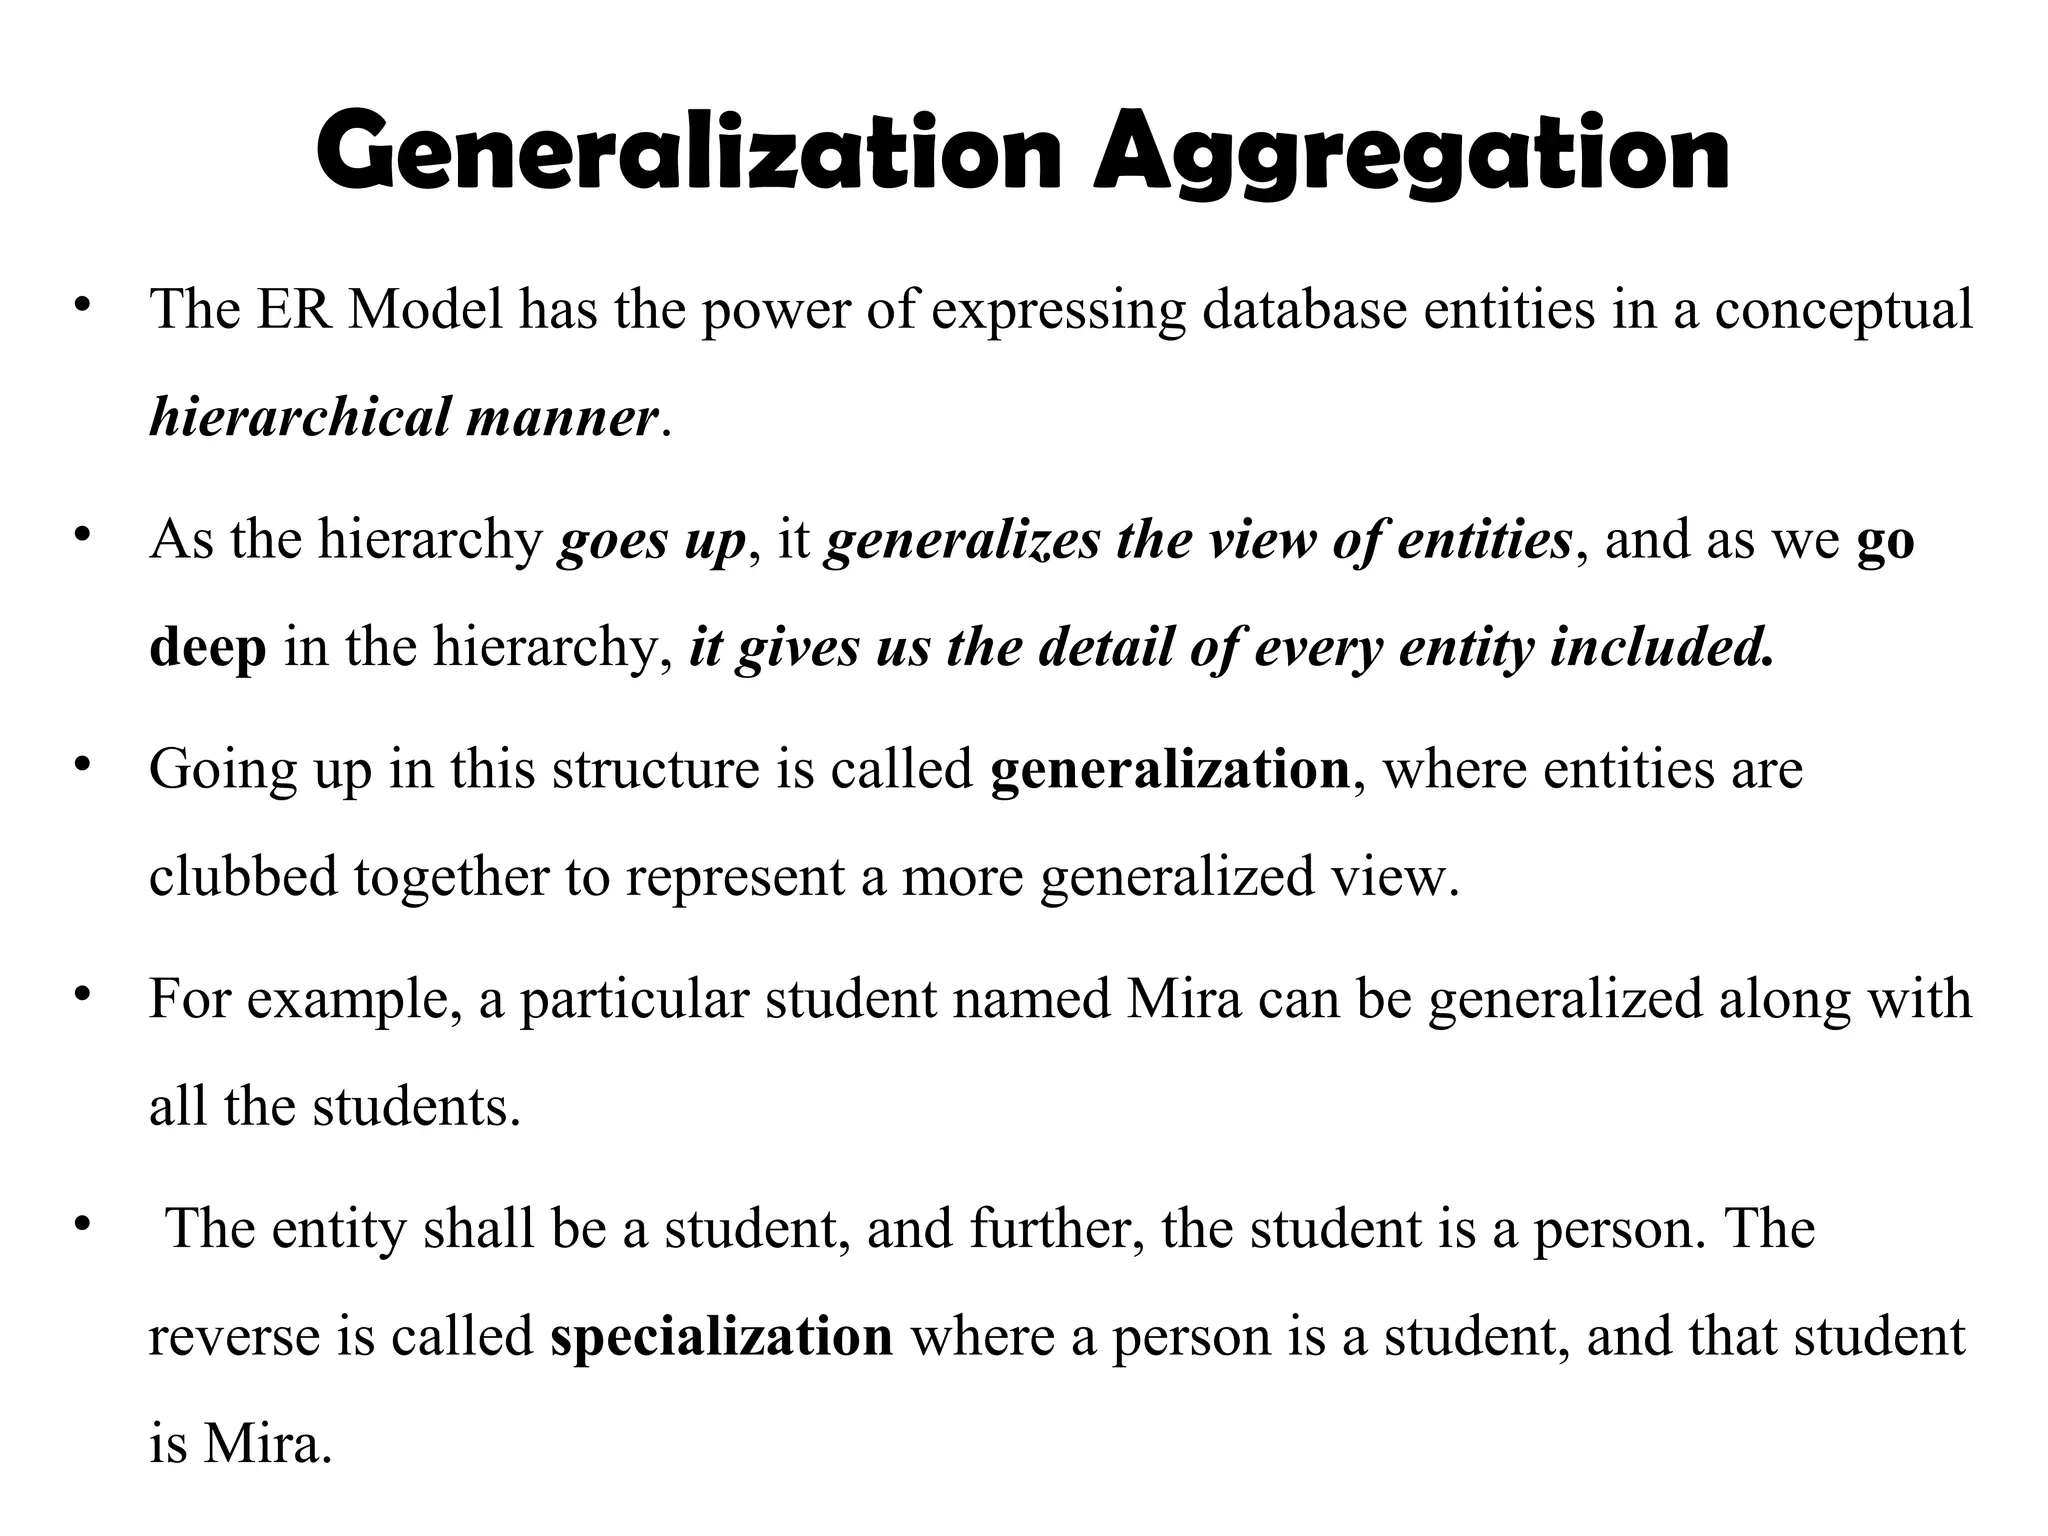 Generalization Aggregation
• The ER Model has the power of expressing database entities in a conceptual
hierarchical manner.
• As the hierarchy goes up, it generalizes the view of entities, and as we go
deep in the hierarchy, it gives us the detail of every entity included.
• Going up in this structure is called generalization, where entities are
clubbed together to represent a more generalized view.
• For example, a particular student named Mira can be generalized along with
all the students.
• The entity shall be a student, and further, the student is a person. The
reverse is called specialization where a person is a student, and that student
is Mira.